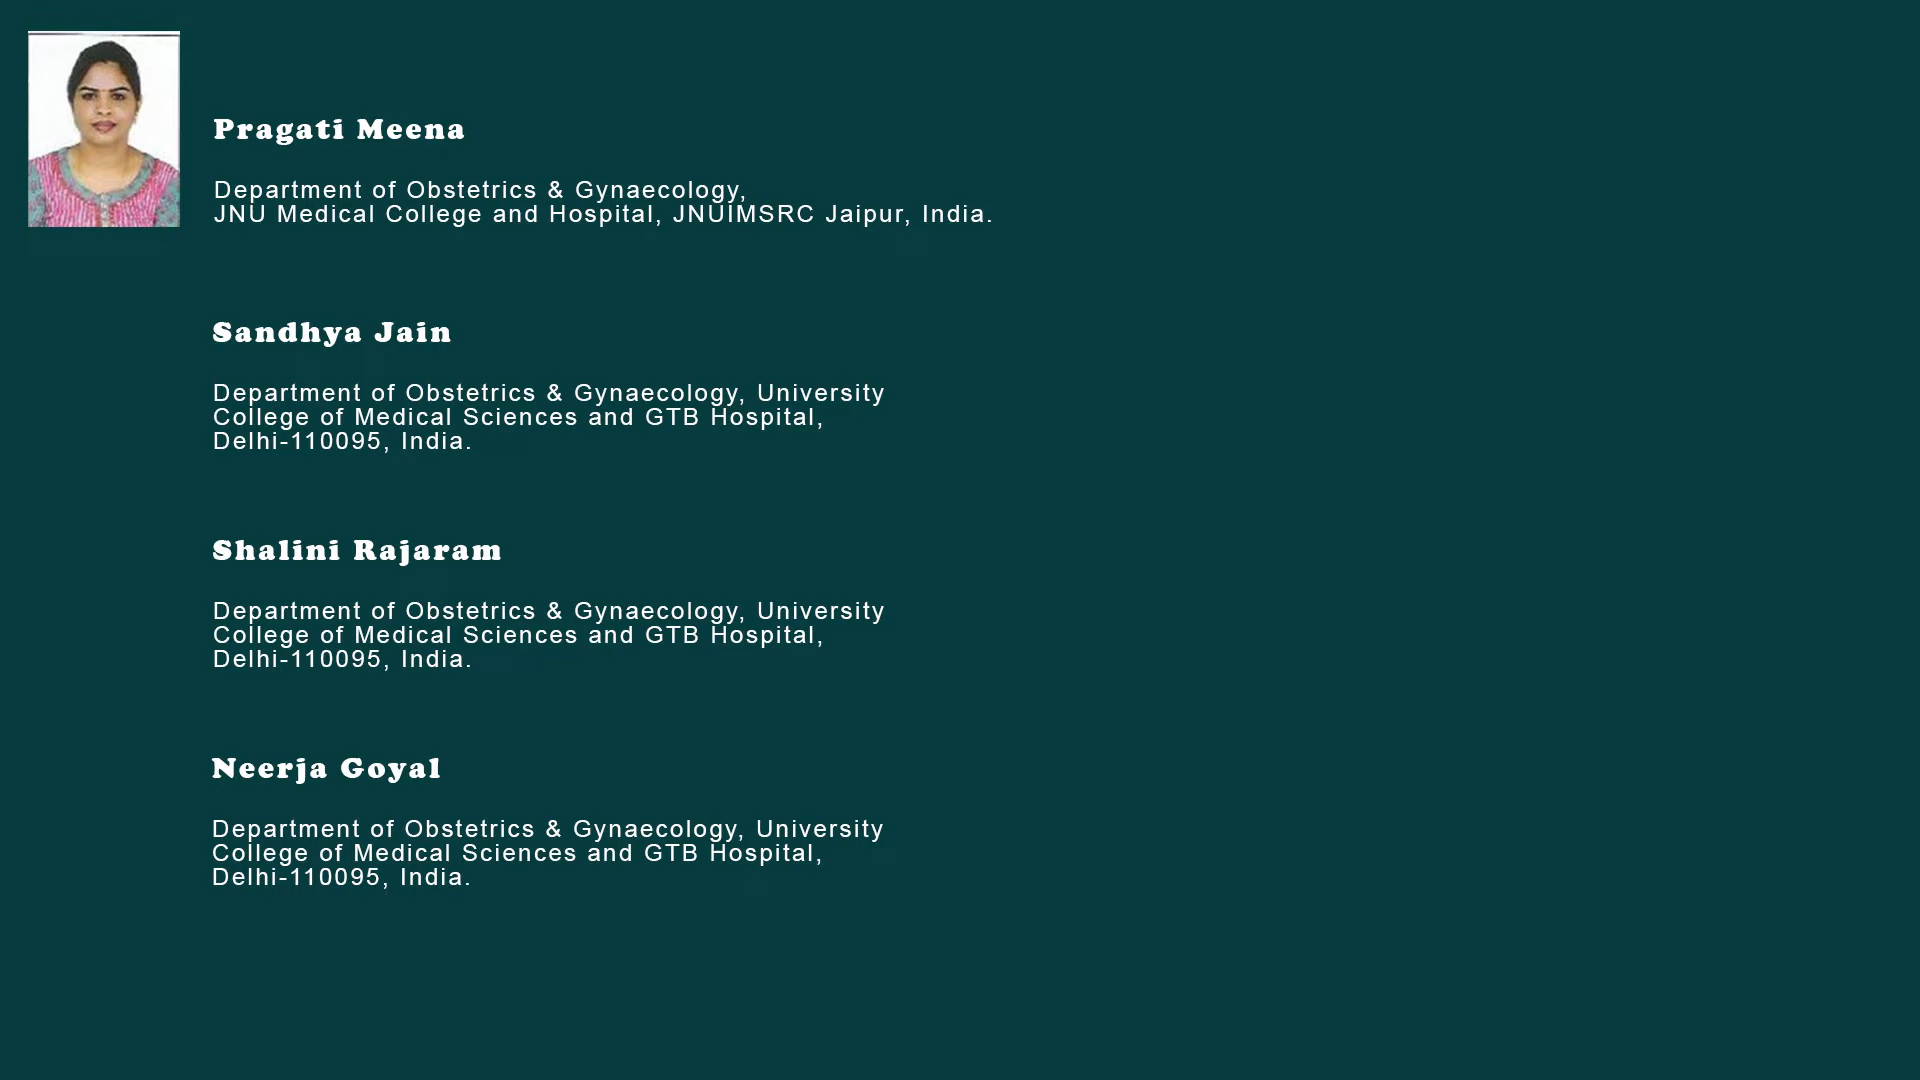 Pragati Meena
Department of Obstetrics & Gynaecology,
JNU Medical College and Hospital, JNUIMSRC Jaipur, India.
Sandhya Jain
Department of Obstetrics & Gynaecology, University
College of Medical Sciences and GTB Hospital,
Delhi-110095, India.
Shalini Rajaram
Department of Obstetrics & Gynaecology, University
College of Medical Sciences and GTB Hospital,
Delhi-110095, India.
Neerja Goyal
Department of Obstetrics & Gynaecology, University
College of Medical Sciences and GTB Hospital,
Delhi-110095, India.